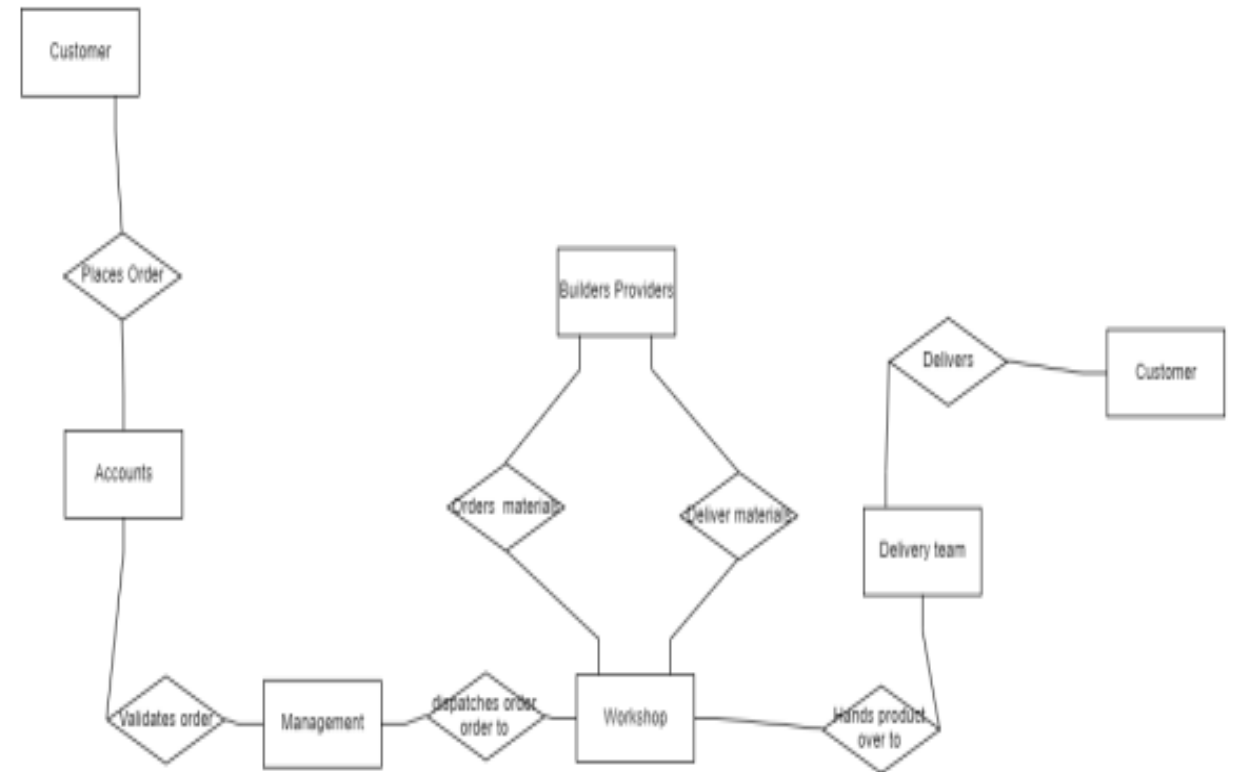 Customer
Places Order
Builders Providers
Delivers
Customer
Accounts
Orders  materials
Deliver materials
Delivery team
Validates order
Management
dispatches order
order to
Workshop
Hands product
over to